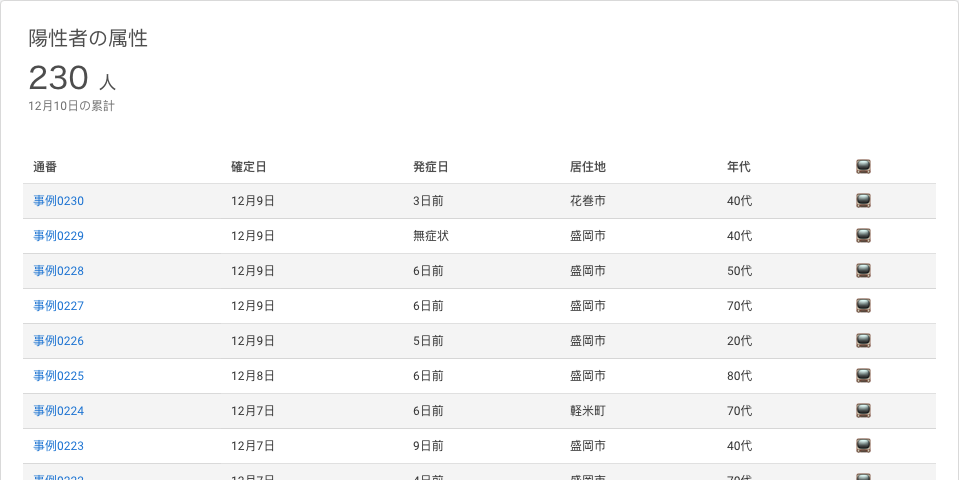 陽性者の属性
230 人
12月10日の累計
通番 確定日 発症日 居住地 年代
事例0230 12月9日 3日前 花巻市 40代
事例0229 12月9日 無症状 盛岡市 40代
事例0228 12月9日 6日前 盛岡市 50代
事例0227 12月9日 6日前 盛岡市 70代
事例0226 12月9日 5日前 盛岡市 20代
事例0225 12月8日 6日前 盛岡市 80代
事例0224 12月7日 6日前 軽米町 70代
事例0223 12月7日 9日前 盛岡市 40代